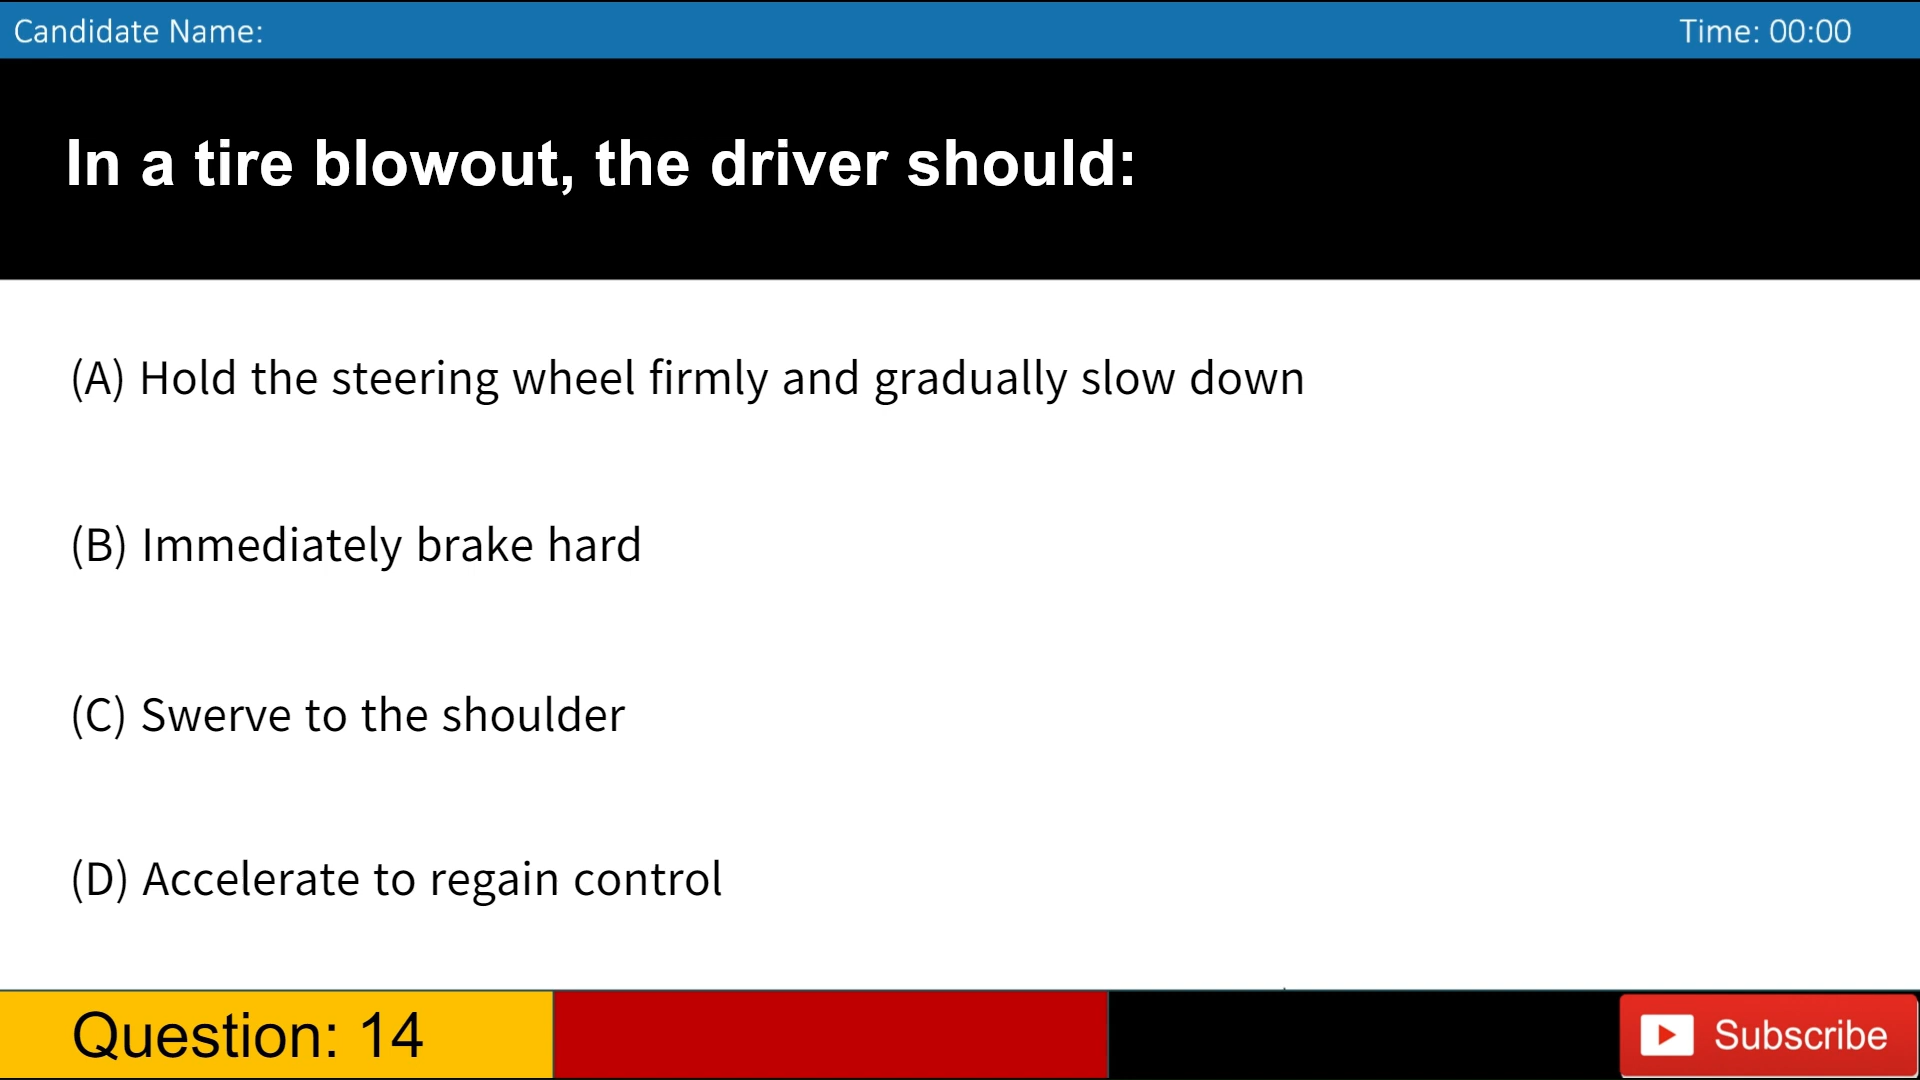 Candidate Name:
Time: 00:00
In a tire blowout, the driver should:
(A) Hold the steering wheel firmly and gradually slow down
(B) Immediately brake hard
(C) Swerve to the shoulder
(D) Accelerate to regain control
Question: 14
Subscribe